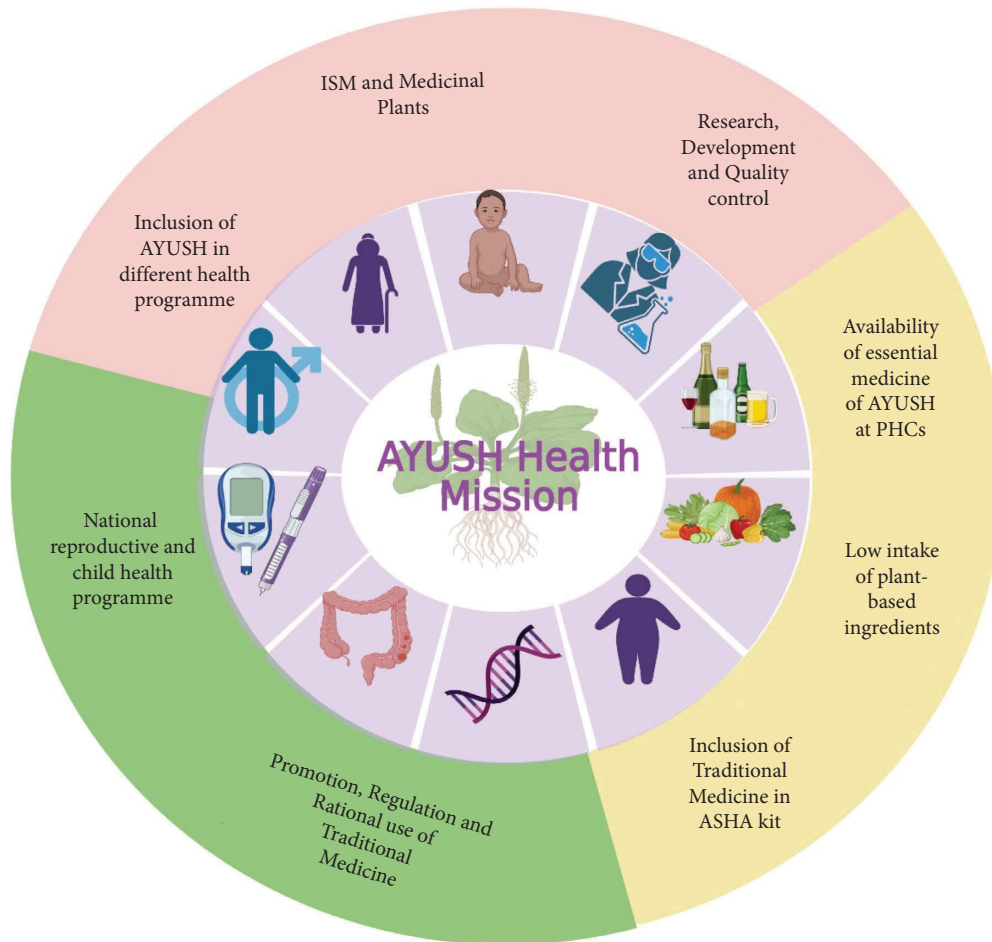 ISM and Medicinal
Plants
Research,
Development
and Quality
control
Inclusion of
AYUSH in
different health
programme
Availability
of essential
medicine
of AYUSH
at PHCs
AYUSH Health
Mission
National
reproductive and
child health
programme
Low intake
of plant-
based
ingredients
Inclusion of
Traditional
Medicine in
ASHA kit
Promotion, Regulation and
Rational use of
Traditional
Medicine